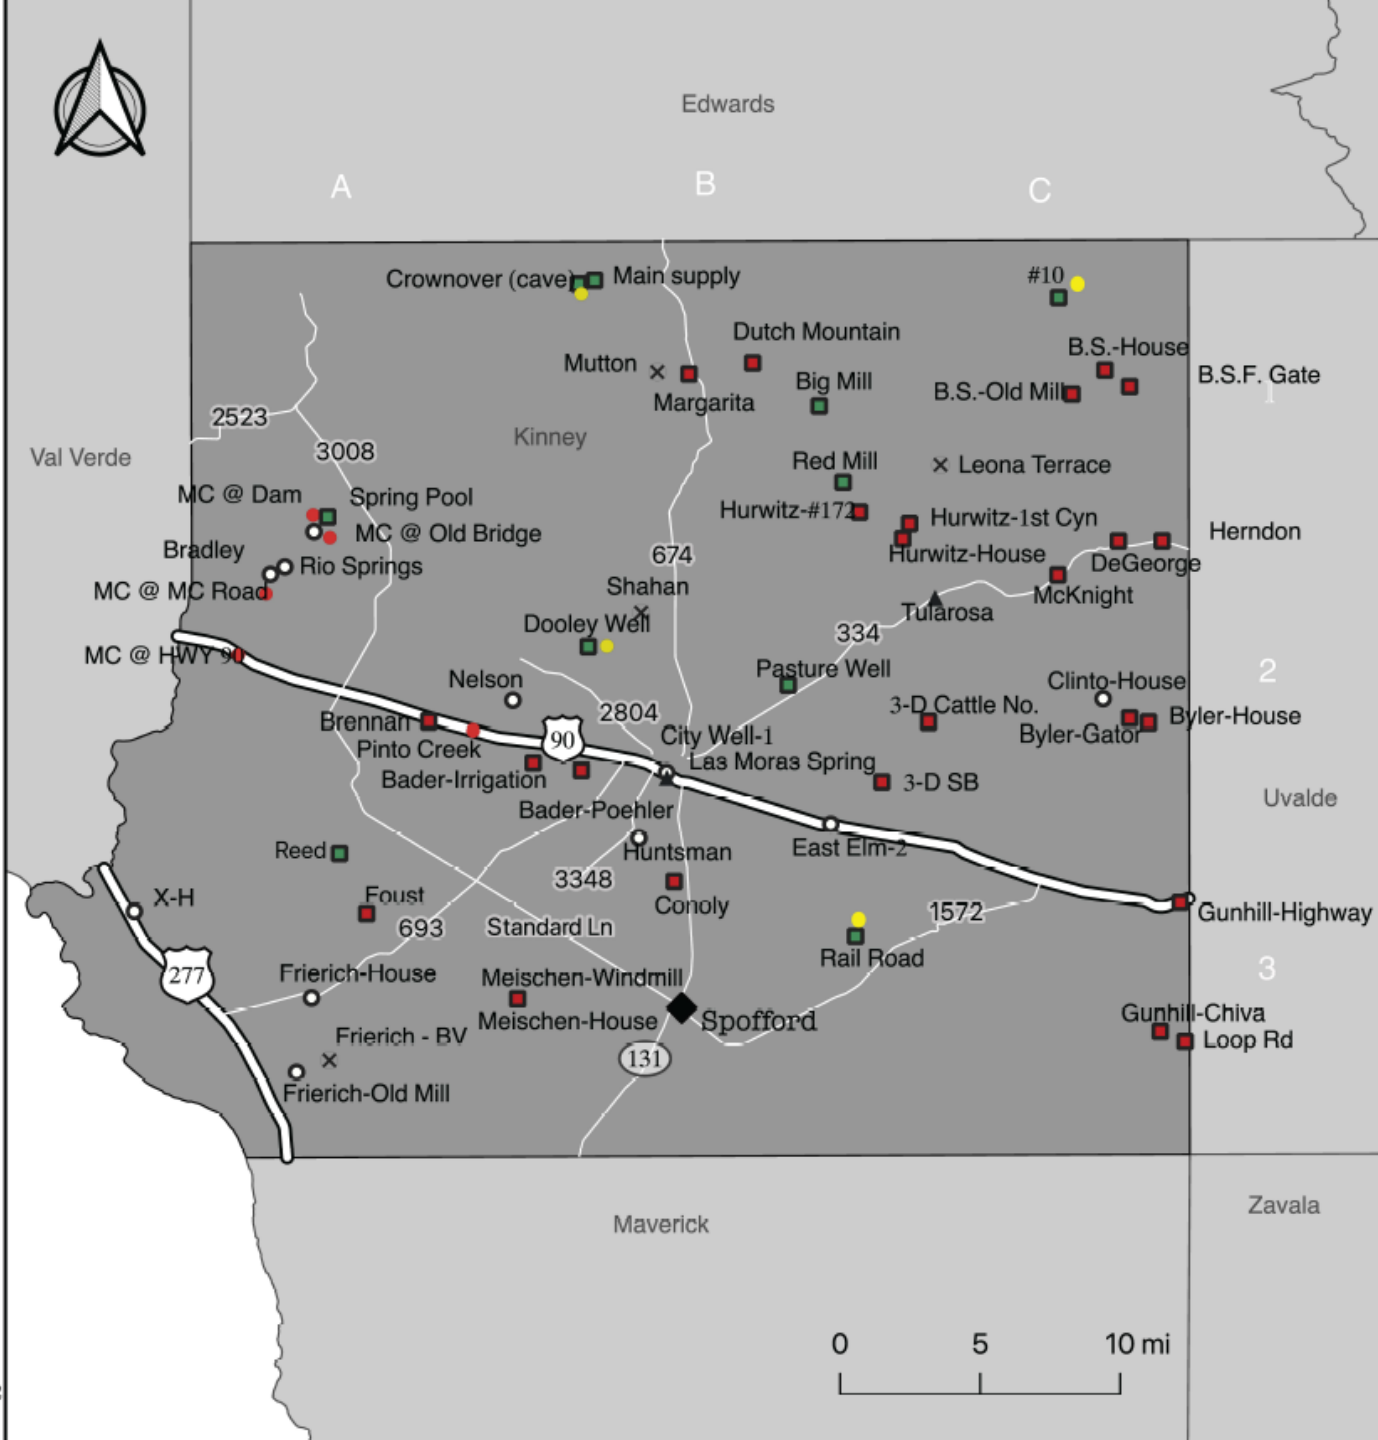 Edwards
A
B
C
Crownover (cave)
Main supply
#10
Dutch Mountain
B.S.-House
Mutton
B.S.F. Gate
1
Big Mill
B.S.-Old Mill
Margarita
2523
Kinney
3008
Val Verde
Red Mill
Leona Terrace
MC @ Dam
Spring Pool
Hurwitz-#172
Hurwitz-1st Cyn
Herndon
MC @ Old Bridge
Bradley
674
Hurwitz-House
DeGeorge
Rio Springs
Shahan
MC @ MC Road
McKnight
Tularosa
Dooley Well
334
MC @ HWY 90
Pasture Well
2
Nelson
Clinto-House
2804
3-D Cattle No.
Byler-House
Brennan
90
City Well-1
Byler-Gator
Pinto Creek
Las Moras Spring
Bader-Irrigation
3-D SB
Uvalde
Bader-Poehler
Reed
Huntsman
East Elm-2
3348
X-H
Foust
Conoly
1572
Gunhill-Highway
693
Standard Ln
Rail Road
3
277
Frierich-House
Meischen-Windmill
Meischen-House
Spofford
Gunhill-Chiva
Frierich - BV
Loop Rd
131
Frierich-Old Mill
Zavala
Maverick
0 5 10 mi